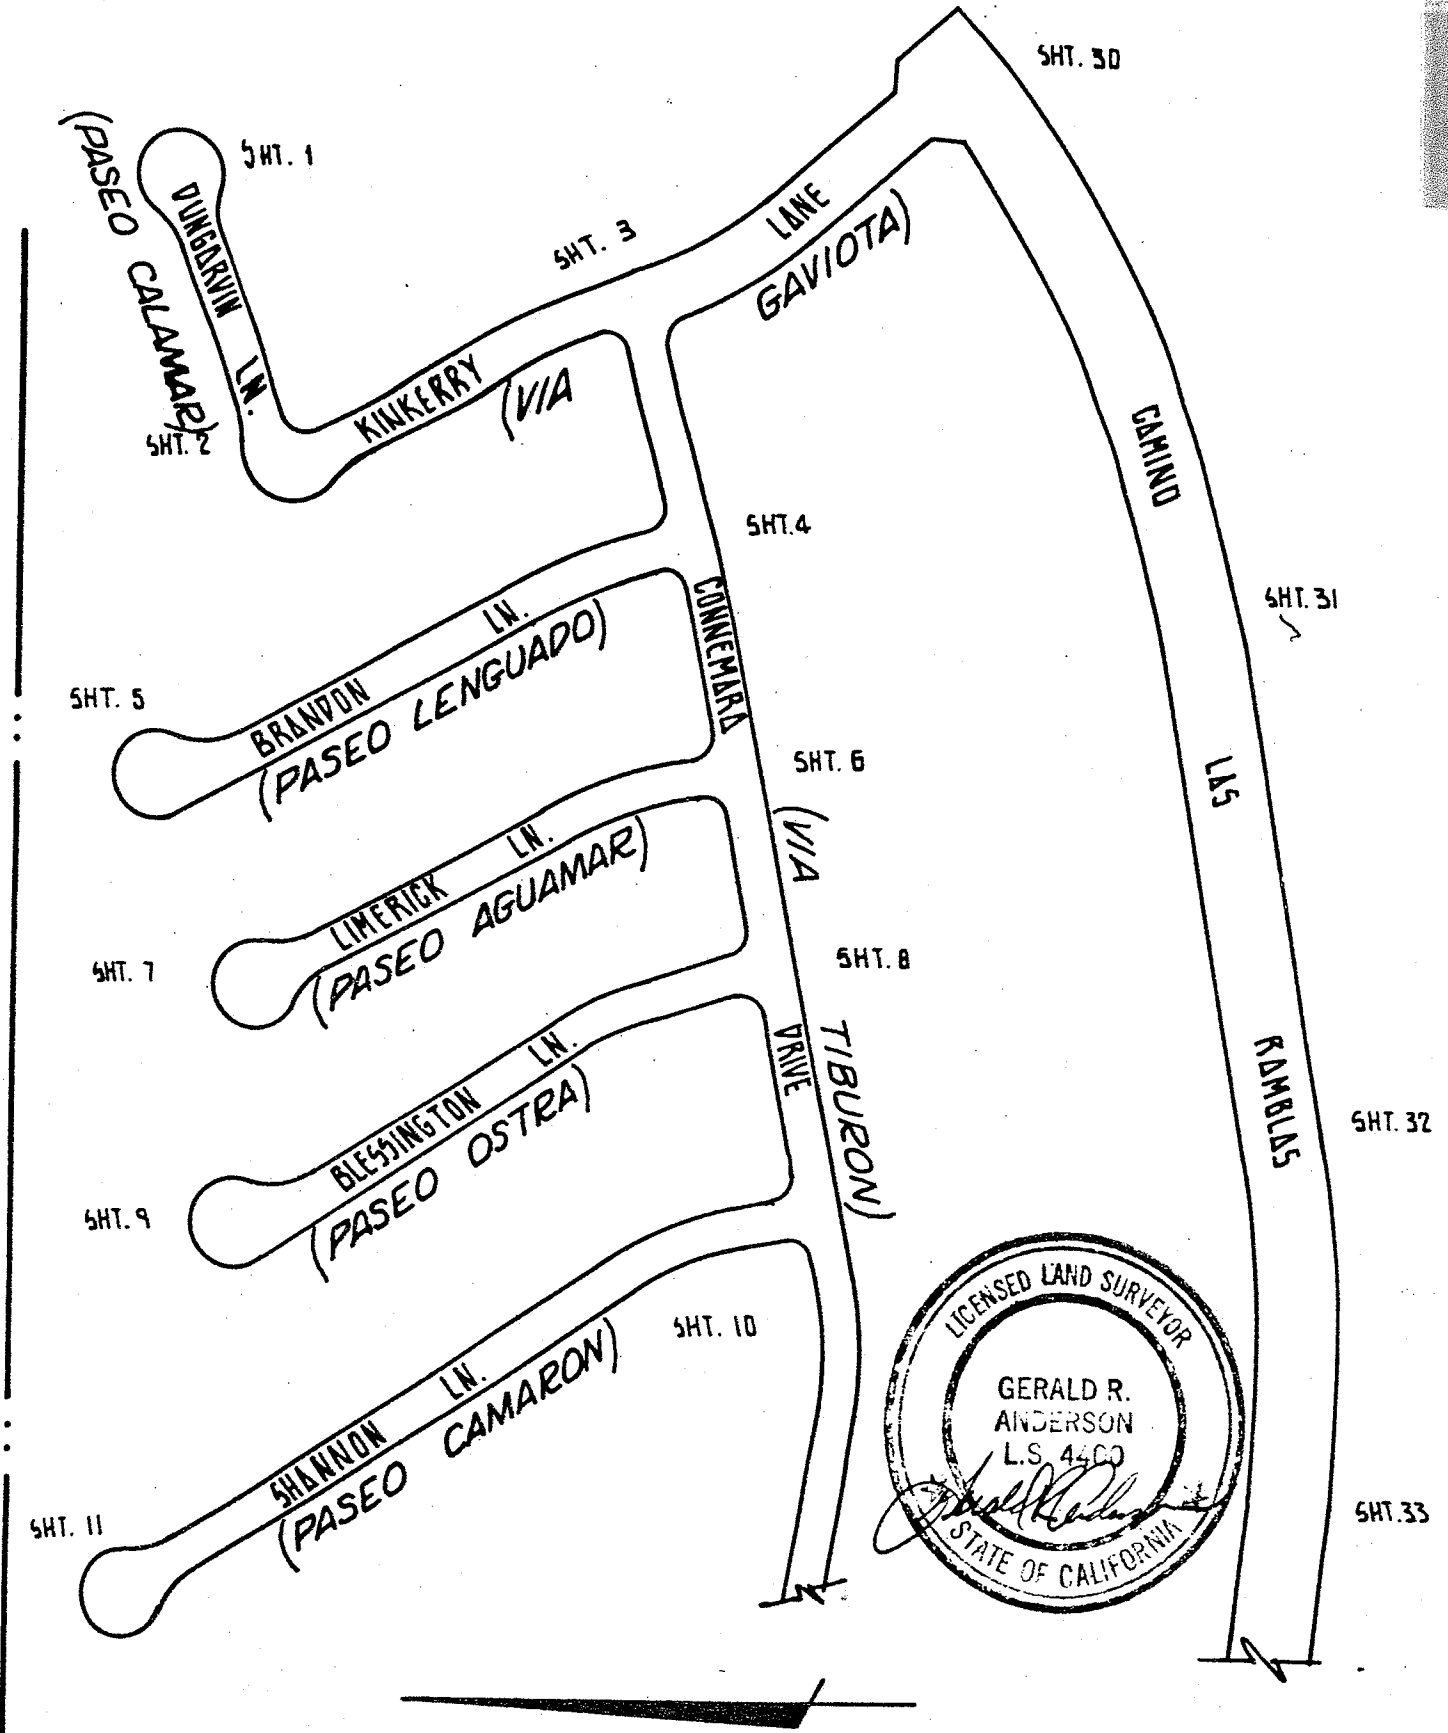 SHT. 30
SHT. 1
(PASEO CALAMAR)
DUNGARVIN LN.
SHT. 2
SHT. 3
KINKERRY LANE
(VIA GAVIOTA)
SHT. 4
CAMINO LAS RAMBLAS
SHT. 31
BRANDON LN.
(PASEO LENGUADO)
SHT. 5
CONNEMARA DRIVE
(VIA TIBURON)
SHT. 6
LIMERICK LN.
(PASEO AGUAMAR)
SHT. 7
SHT. 8
BLESSINGTON LN.
(PASEO OSTRA)
SHT. 9
SHT. 32
SHANNON LN.
(PASEO CAMARON)
SHT. 10
SHT. 11
LICENSED LAND SURVEYOR
GERALD R.
ANDERSON
L.S. 4400
STATE OF CALIFORNIA
SHT. 33